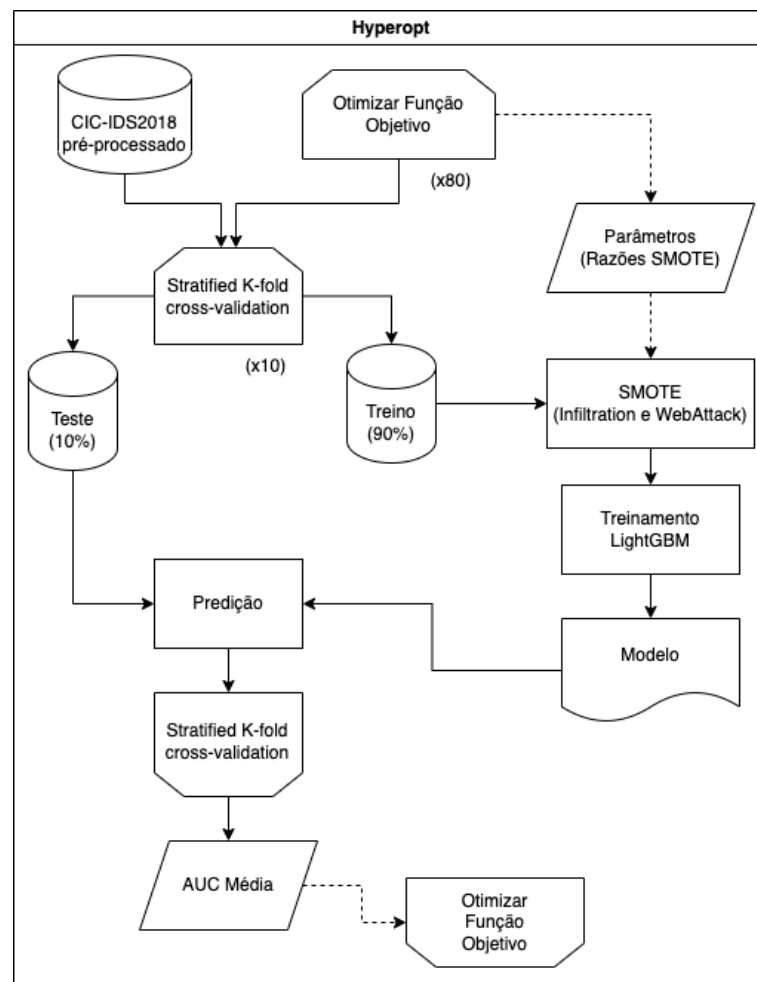 Hyperopt
CIC-IDS2018
pré-processado
Otimizar Função
Objetivo
(x80)
Parâmetros
(Razões SMOTE)
Stratified K-fold
cross-validation
(x10)
Teste
(10%)
Treino
(90%)
SMOTE
(Infiltration e WebAttack)
Treinamento
LightGBM
Predição
Modelo
Stratified K-fold
cross-validation
AUC Média
Otimizar
Função
Objetivo